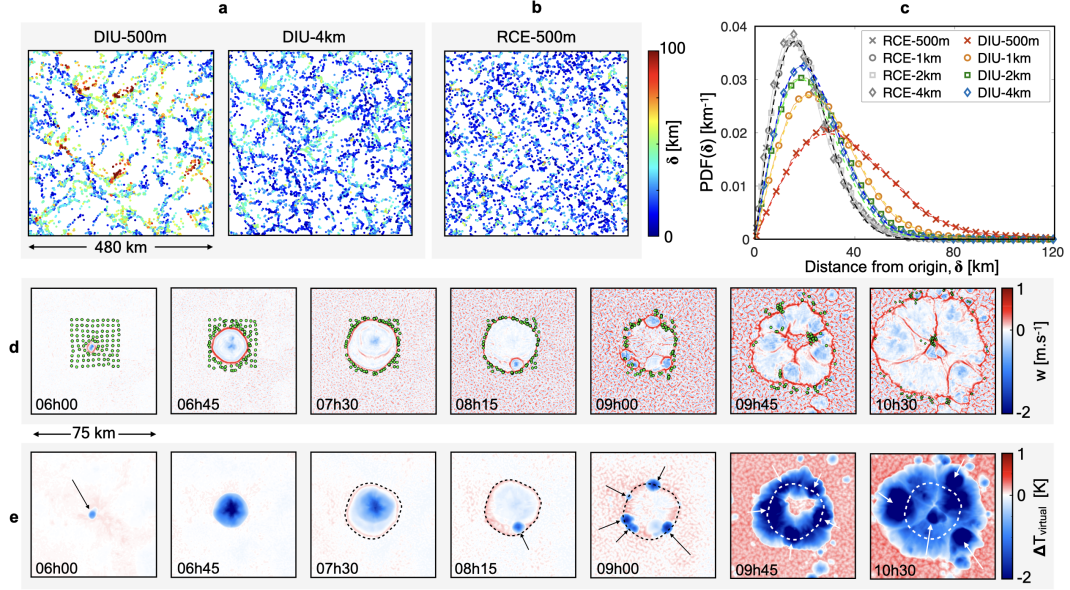 a
b
c
DIU-500m
DIU-4km
RCE-500m
100
δ [km]
0
480 km
0.04
0.03
0.02
0.01
0
PDF(δ) [km⁻¹]
RCE-500m
DIU-500m
RCE-1km
DIU-1km
RCE-2km
DIU-2km
RCE-4km
DIU-4km
0
40
80
120
Distance from origin, δ [km]
d
06h00
06h45
07h30
08h15
09h00
09h45
10h30
1
0
-2
w [m.s⁻¹]
75 km
e
06h00
06h45
07h30
08h15
09h00
09h45
10h30
1
0
-2
ΔTvirtual [K]